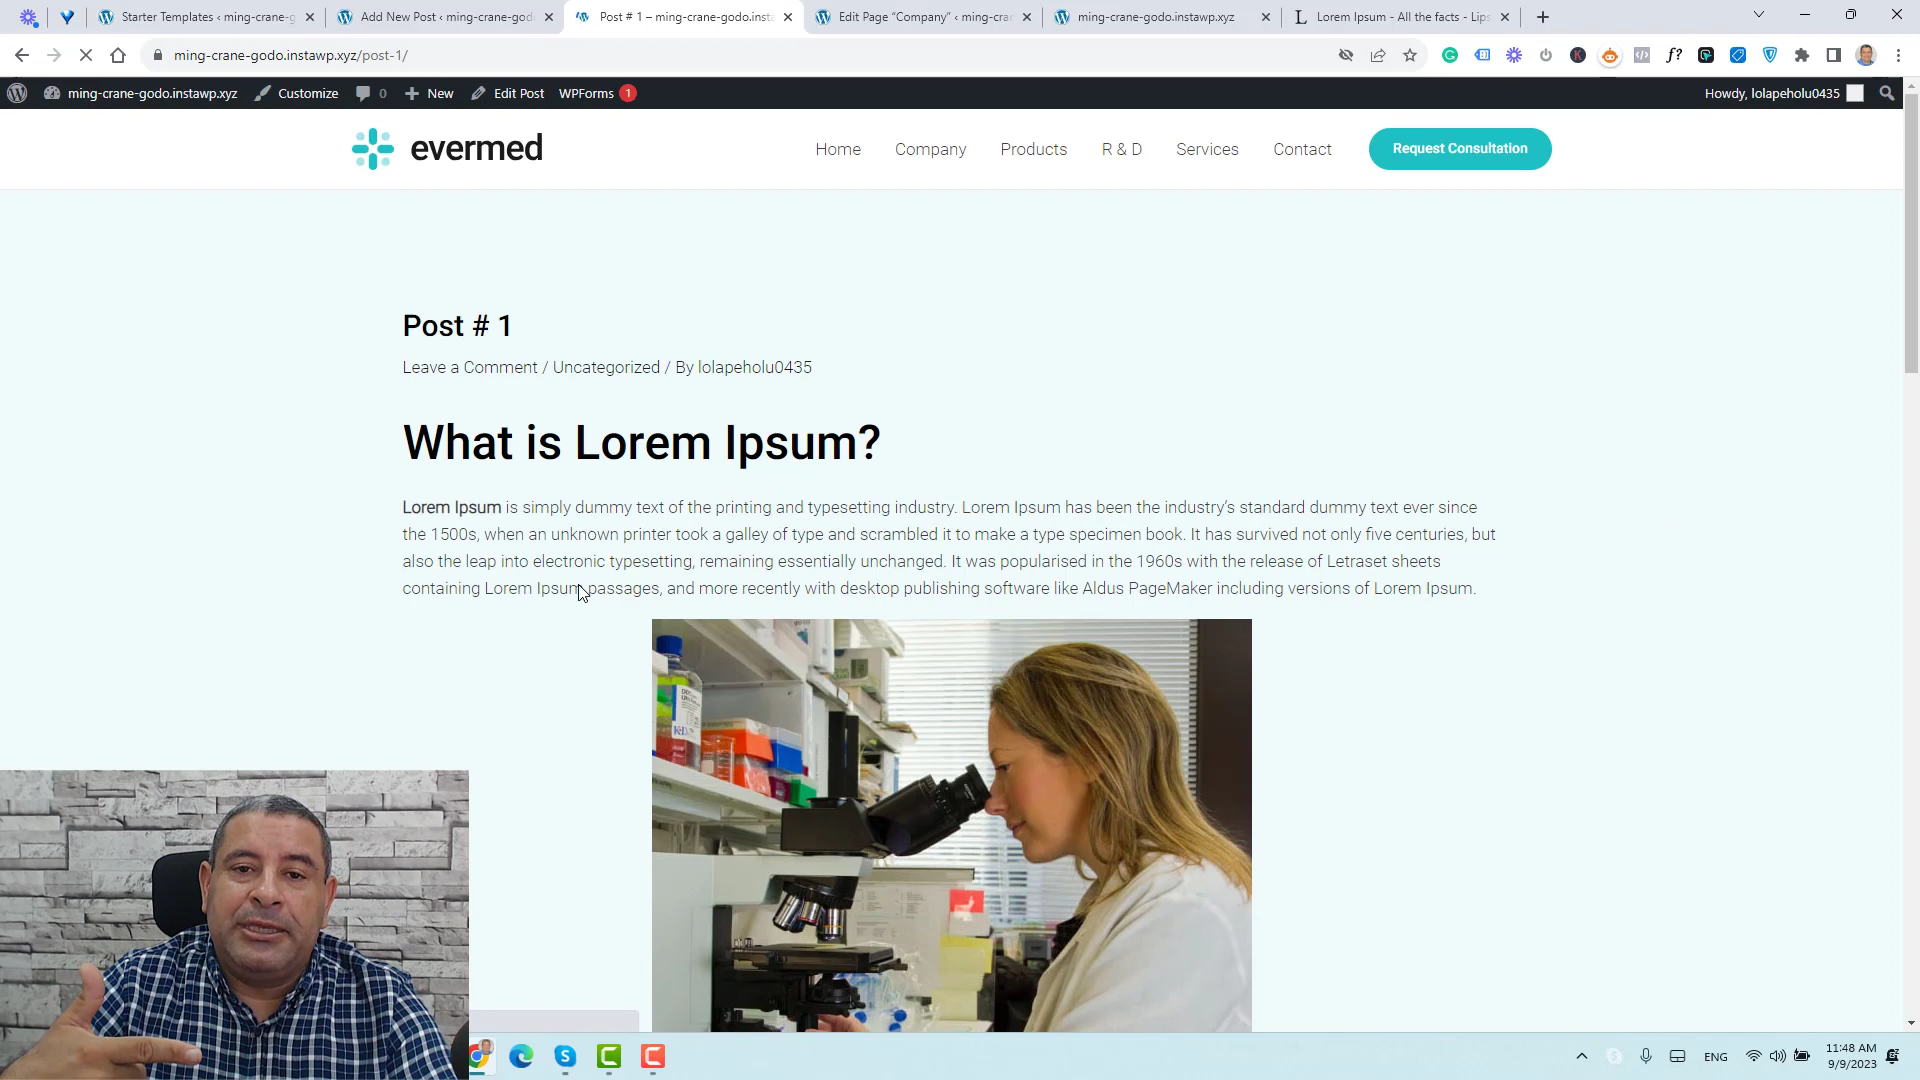 Starter Templates ‹ ming-crane-g
Add New Post ‹ ming-crane-god
Post # 1 – ming-crane-godo.insta
Edit Page “Company” ‹ ming-cra
ming-crane-godo.instawp.xyz
Lorem Ipsum - All the facts - Lips
ming-crane-godo.instawp.xyz/post-1/
ming-crane-godo.instawp.xyz
Customize
0
New
Edit Post
WPForms 1
Howdy, lolapeholu0435
evermed
Home
Company
Products
R & D
Services
Contact
Request Consultation
Post # 1
Leave a Comment / Uncategorized / By lolapeholu0435
What is Lorem Ipsum?
Lorem Ipsum is simply dummy text of the printing and typesetting industry. Lorem Ipsum has been the industry’s standard dummy text ever since
the 1500s, when an unknown printer took a galley of type and scrambled it to make a type specimen book. It has survived not only five centuries, but
also the leap into electronic typesetting, remaining essentially unchanged. It was popularised in the 1960s with the release of Letraset sheets
containing Lorem Ipsum passages, and more recently with desktop publishing software like Aldus PageMaker including versions of Lorem Ipsum.
ENG
11:48 AM
9/9/2023